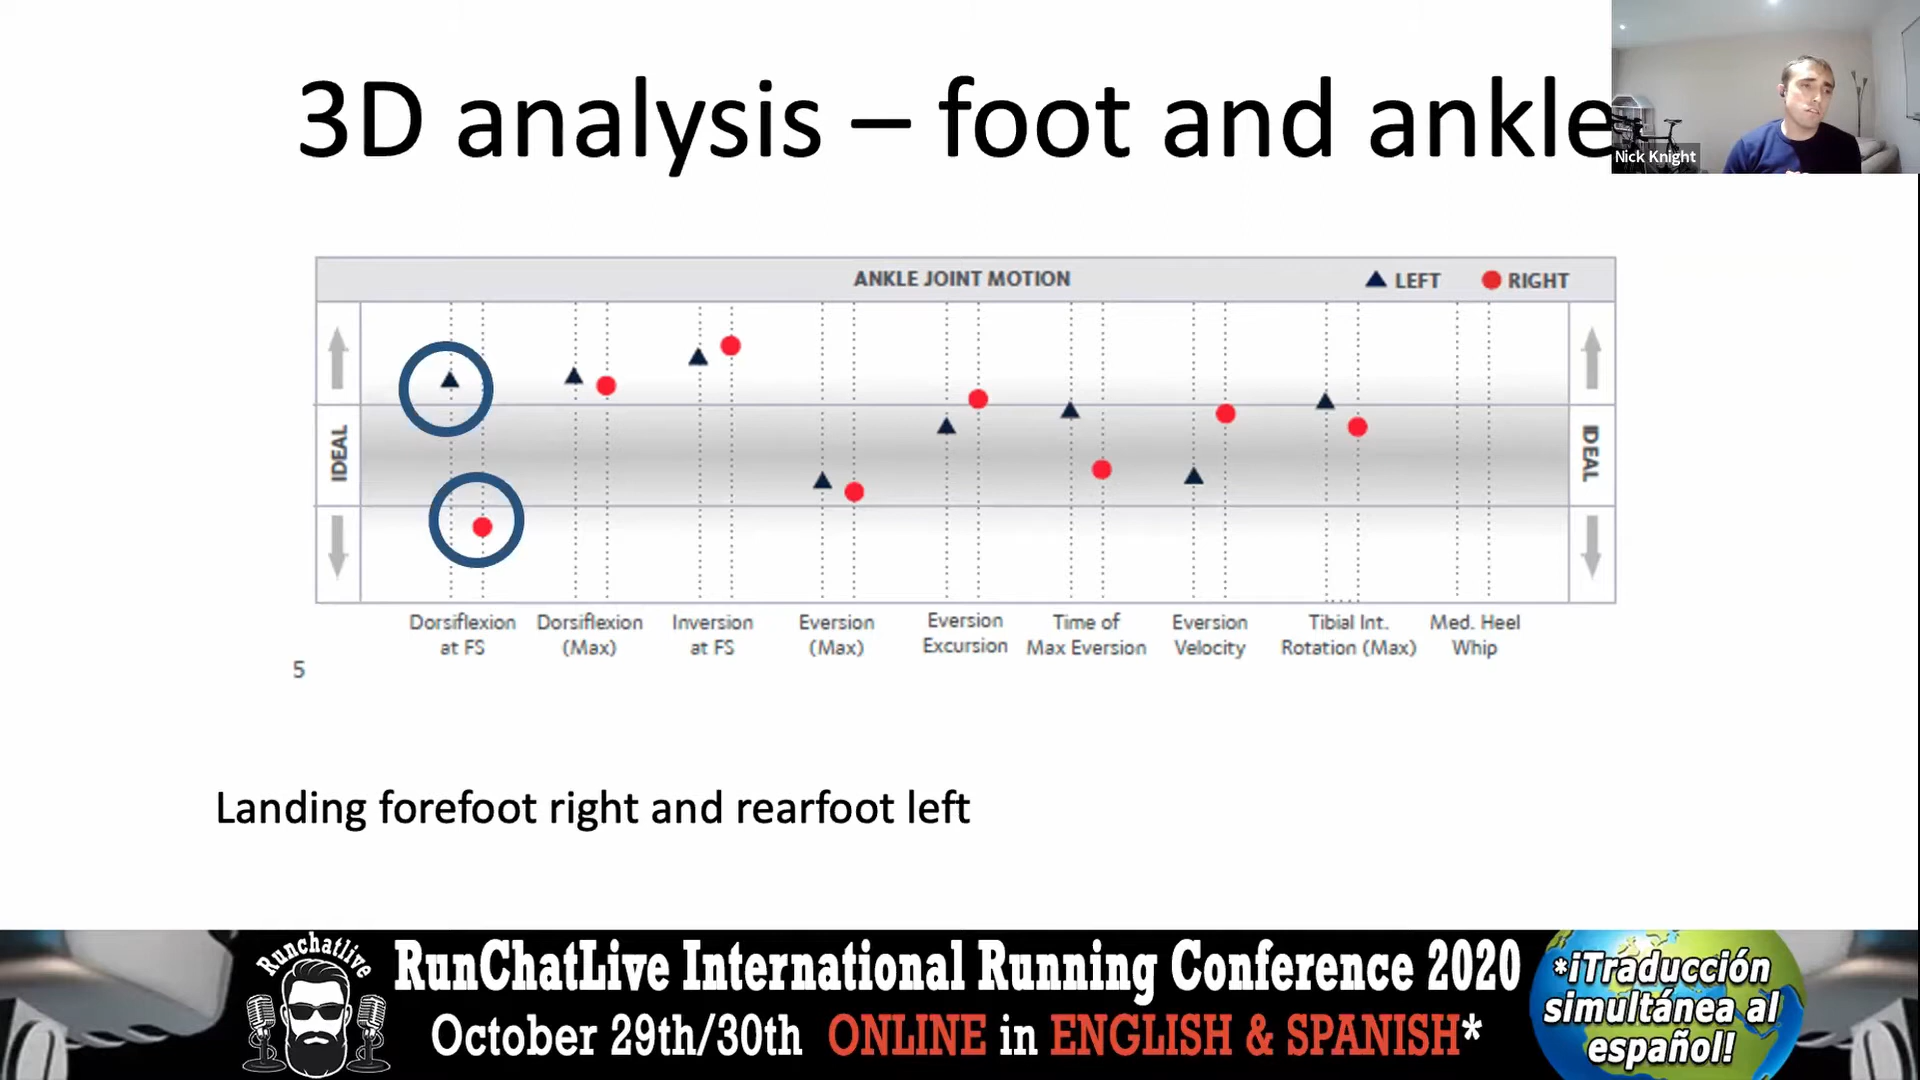 3D analysis – foot and ankle
Nick Knight
ANKLE JOINT MOTION
LEFT
RIGHT
IDEAL
IDEAL
Dorsiflexion
at FS
Dorsiflexion
(Max)
Inversion
at FS
Eversion
(Max)
Eversion
Excursion
Time of
Max Eversion
Eversion
Velocity
Tibial Int.
Rotation (Max)
Med. Heel
Whip
5
Landing forefoot right and rearfoot left
Runchatlive
RunChatLive International Running Conference 2020
October 29th/30th ONLINE in ENGLISH & SPANISH*
*¡Traducción
simultánea al
español!